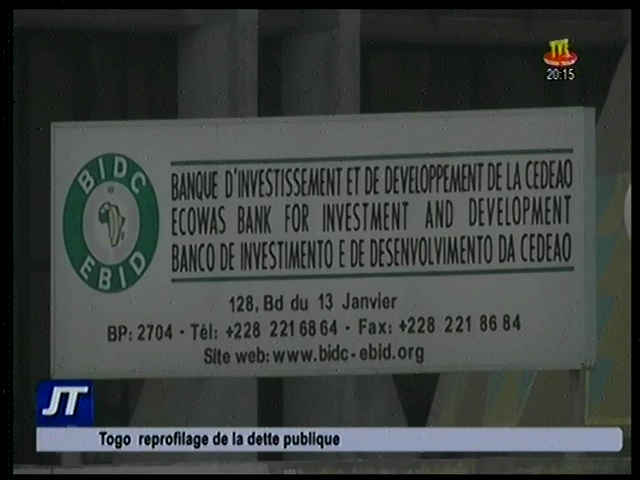 20:15
BIDC
EBID
BANQUE D'INVESTISSEMENT ET DE DEVELOPPEMENT DE LA CEDEAO
ECOWAS BANK FOR INVESTMENT AND DEVELOPMENT
BANCO DE INVESTIMENTO E DE DESENVOLVIMENTO DA CEDEAO
128, Bd du 13 Janvier
BP: 2704 - Tél: +228 221 68 64 - Fax: +228 221 86 84
Site web: www.bidc-ebid.org
JT
Togo reprofilage de la dette publique